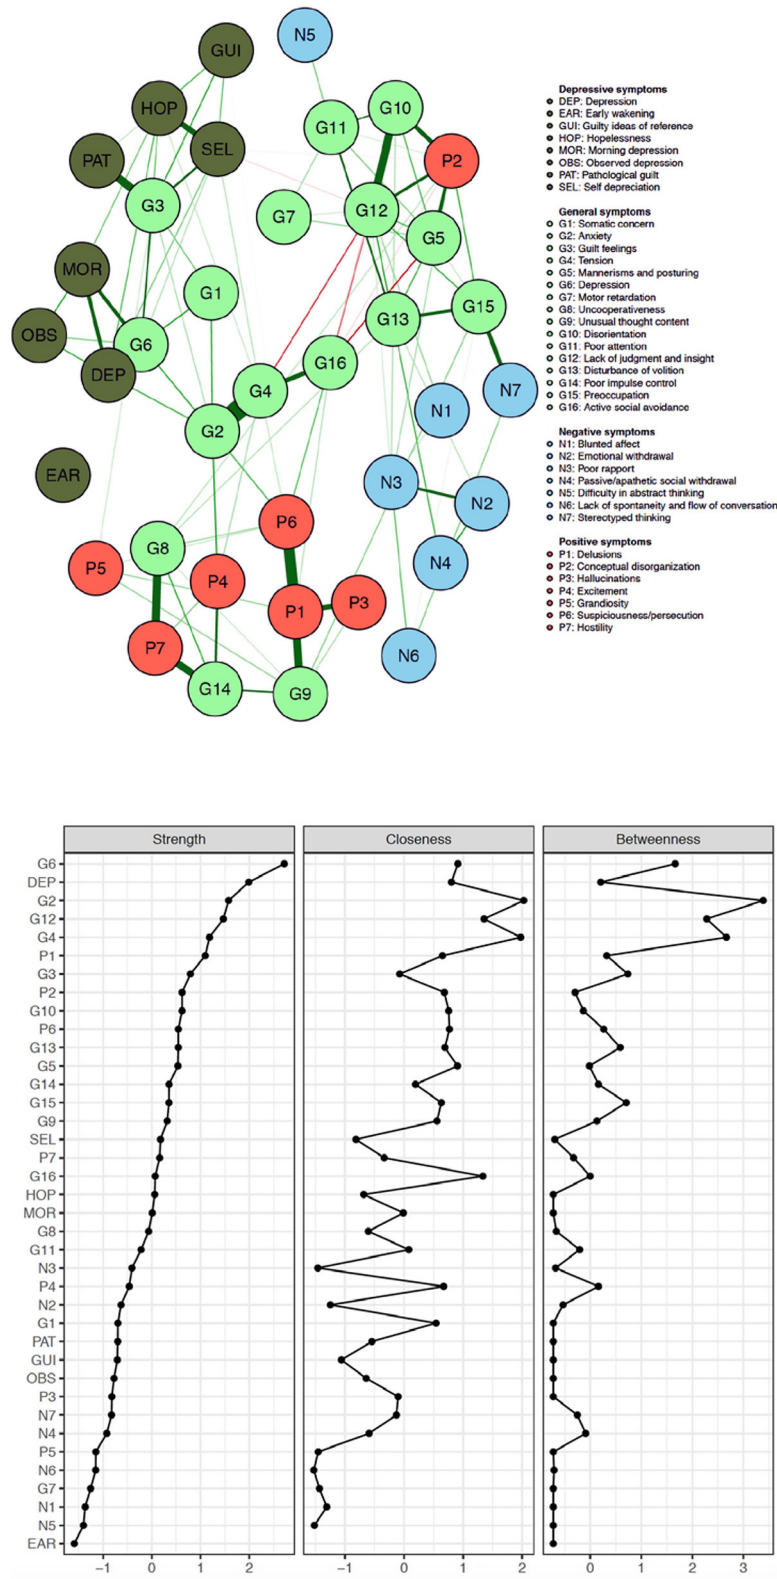 GUI
N5
HOP
G10
G11
SEL
PAT
P2
G3
G12
G7
G5
MOR
G1
G15
G13
OBS
G6
G16
DEP
G4
N7
N1
G2
EAR
N3
N2
P6
G8
N4
P5
P4
P3
P1
P7
N6
G14
G9
Depressive symptoms
DEP: Depression
EAR: Early wakening
GUI: Guilty ideas of reference
HOP: Hopelessness
MOR: Morning depression
OBS: Observed depression
PAT: Pathological guilt
SEL: Self depreciation
General symptoms
G1: Somatic concern
G2: Anxiety
G3: Guilt feelings
G4: Tension
G5: Mannerisms and posturing
G6: Depression
G7: Motor retardation
G8: Uncooperativeness
G9: Unusual thought content
G10: Disorientation
G11: Poor attention
G12: Lack of judgment and insight
G13: Disturbance of volition
G14: Poor impulse control
G15: Preoccupation
G16: Active social avoidance
Negative symptoms
N1: Blunted affect
N2: Emotional withdrawal
N3: Poor rapport
N4: Passive/apathetic social withdrawal
N5: Difficulty in abstract thinking
N6: Lack of spontaneity and flow of conversation
N7: Stereotyped thinking
Positive symptoms
P1: Delusions
P2: Conceptual disorganization
P3: Hallucinations
P4: Excitement
P5: Grandiosity
P6: Suspiciousness/persecution
P7: Hostility
Strength Closeness Betweenness
G6
DEP
G2
G12
G4
P1
G3
P2
G10
P6
G13
G5
G14
G15
G9
SEL
P7
G16
HOP
MOR
G8
G11
N3
P4
N2
G1
PAT
GUI
OBS
P3
N7
N4
P5
N6
G7
N1
N5
EAR
−1 0 1 2 −1 0 1 2 0 1 2 3